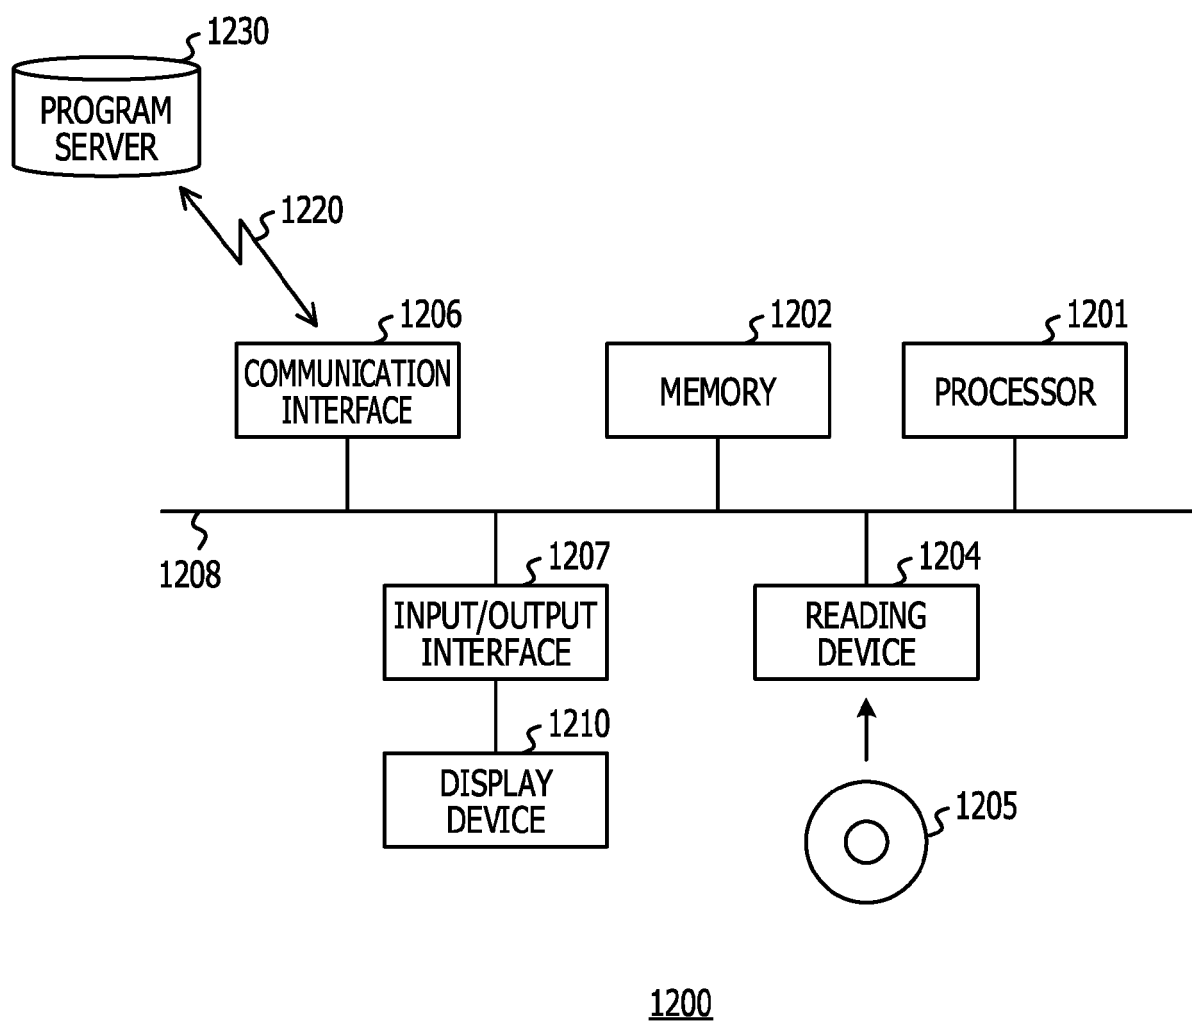 1230
PROGRAM
SERVER
1220
1206
COMMUNICATION
INTERFACE
1202
MEMORY
1201
PROCESSOR
1208
1207
INPUT/OUTPUT
INTERFACE
1204
READING
DEVICE
1210
DISPLAY
DEVICE
1205
1200